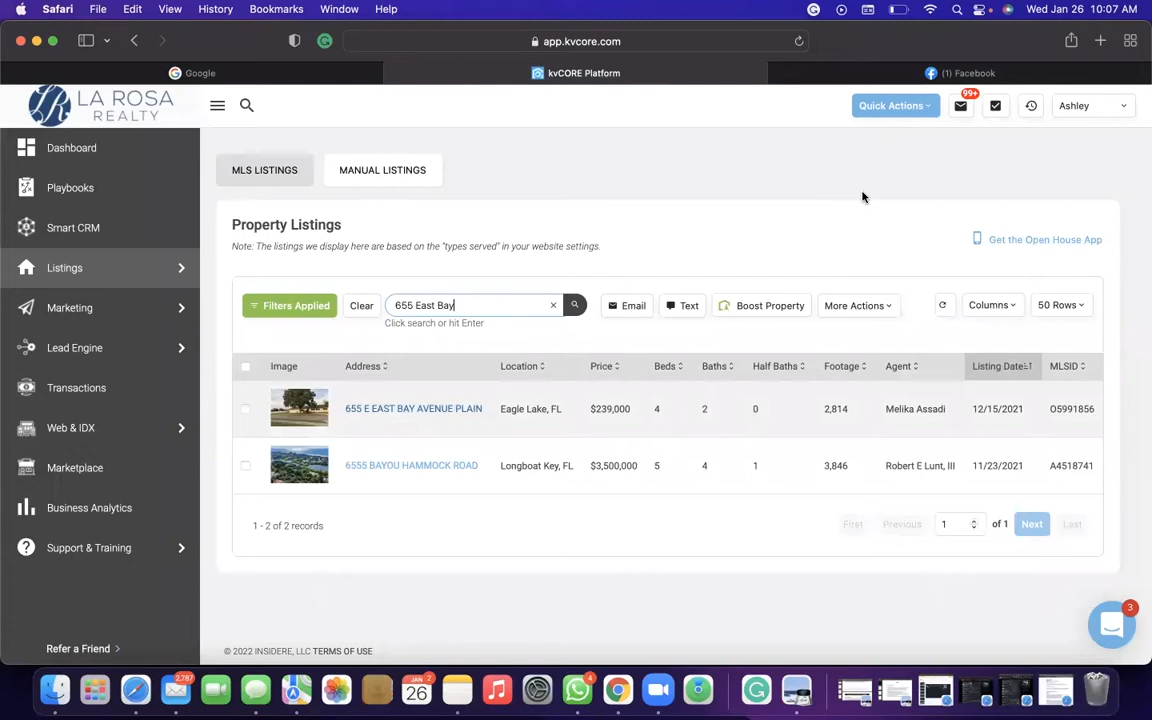 Safari File Edit View History Bookmarks Window Help Wed Jan 26 10:07 AM
app.kvcore.com
Google
kvCORE Platform
(1) Facebook
LA ROSA
REALTY
Quick Actions
99+
Ashley
Dashboard
Playbooks
Smart CRM
Listings
Marketing
Lead Engine
Transactions
Web & IDX
Marketplace
Business Analytics
Support & Training
Refer a Friend
MLS LISTINGS
MANUAL LISTINGS
Property Listings
Note: The listings we display here are based on the "types served" in your website settings.
Get the Open House App
Filters Applied
Clear
655 East Bay
Click search or hit Enter
Email
Text
Boost Property
More Actions
Columns
50 Rows
Image Address Location Price Beds Baths Half Baths Footage Agent Listing Date MLSID
655 E EAST BAY AVENUE PLAIN Eagle Lake, FL $239,000 4 2 0 2,814 Melika Assadi 12/15/2021 O5991856
6555 BAYOU HAMMOCK ROAD Longboat Key, FL $3,500,000 5 4 1 3,846 Robert E Lunt, III 11/23/2021 A4518741
1 - 2 of 2 records
First Previous 1 of 1 Next Last
3
© 2022 INSIDERE, LLC TERMS OF USE
2,787
JAN 2
26
4